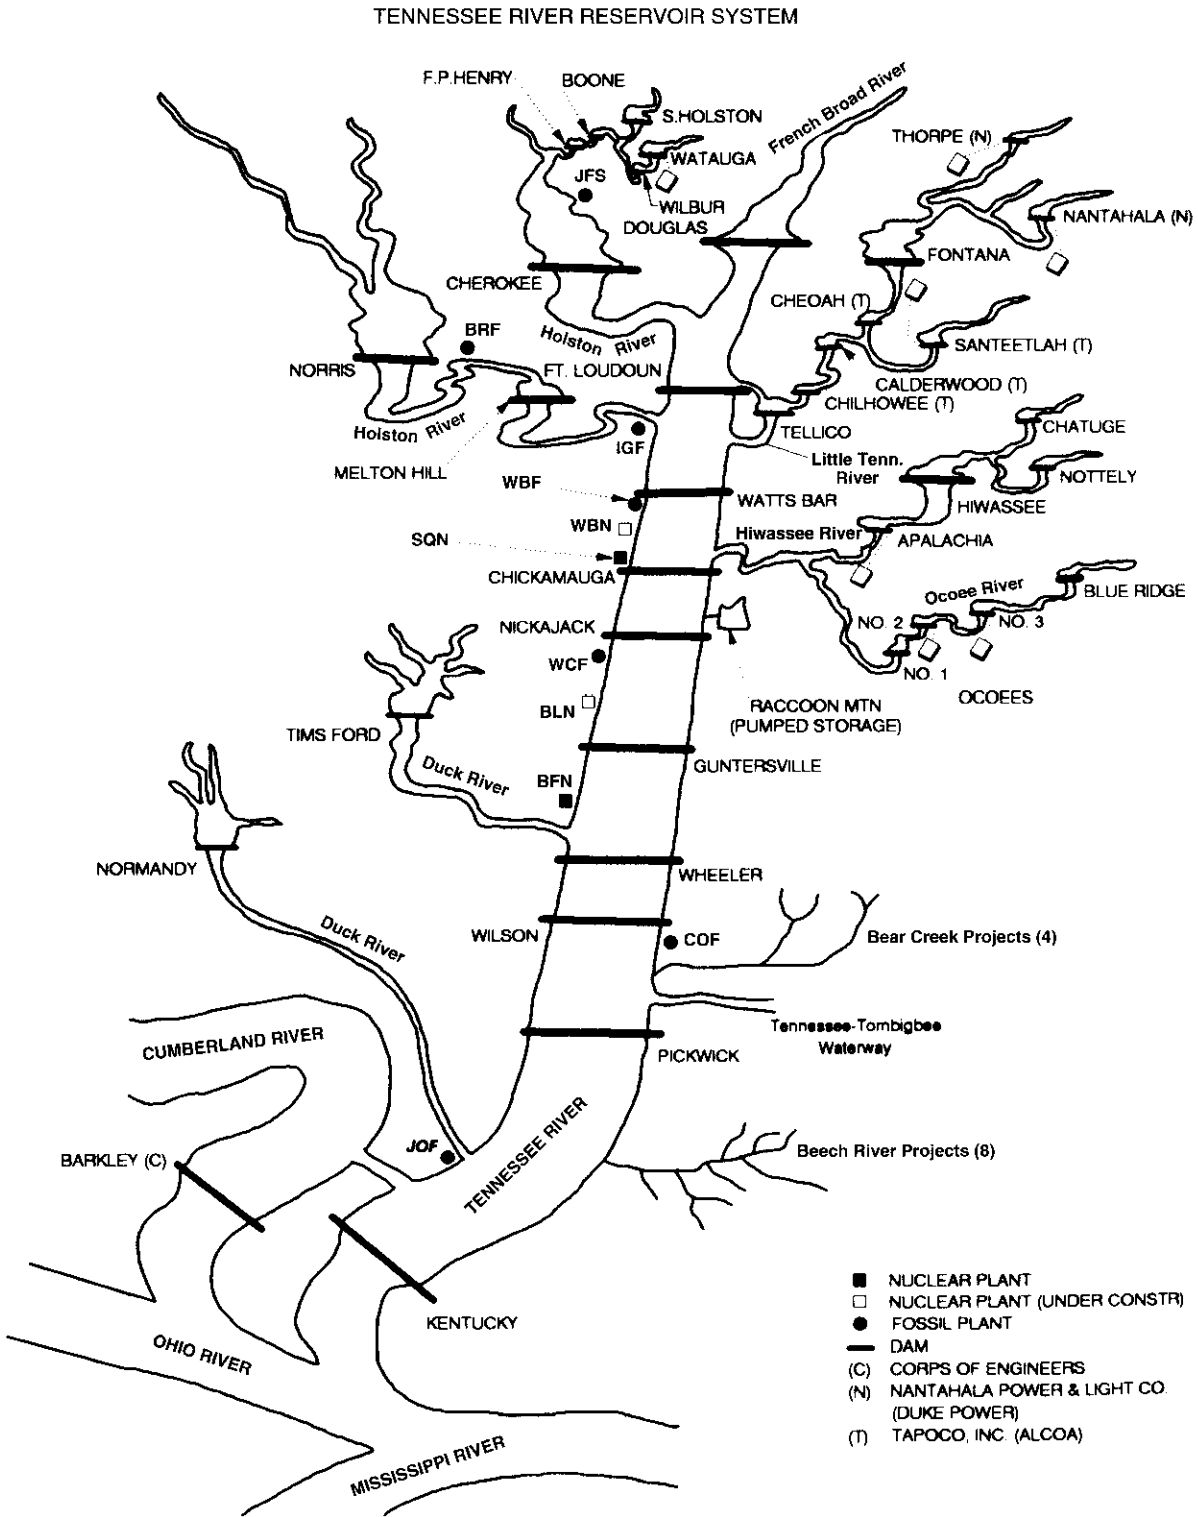 TENNESSEE RIVER RESERVOIR SYSTEM
F.P.HENRY
BOONE
S.HOLSTON
French Broad River
THORPE (N)
WATAUGA
JFS
WILBUR
DOUGLAS
NANTAHALA (N)
FONTANA
CHEROKEE
CHEOAH (T)
BRF
Holston River
SANTEETLAH (T)
NORRIS
FT. LOUDOUN
CALDERWOOD (T)
CHILHOWEE (T)
Holston River
TELLICO
CHATUGE
IGF
MELTON HILL
Little Tenn.
River
NOTTELY
WBF
WATTS BAR
HIWASSEE
WBN
Hiwassee River
APALACHIA
SQN
CHICKAMAUGA
Ocoee River
BLUE RIDGE
NICKAJACK
NO. 2
NO. 3
WCF
NO. 1
OCOEES
BLN
RACCOON MTN
(PUMPED STORAGE)
TIMS FORD
Duck River
BFN
GUNTERSVILLE
NORMANDY
WHEELER
Duck River
WILSON
COF
Bear Creek Projects (4)
CUMBERLAND RIVER
Tennessee-Tombigbee
Waterway
PICKWICK
JOF
TENNESSEE RIVER
Beech River Projects (8)
BARKLEY (C)
KENTUCKY
OHIO RIVER
MISSISSIPPI RIVER
NUCLEAR PLANT
NUCLEAR PLANT (UNDER CONSTR)
FOSSIL PLANT
DAM
(C) CORPS OF ENGINEERS
(N) NANTAHALA POWER & LIGHT CO.
(DUKE POWER)
(T) TAPOCO, INC. (ALCOA)